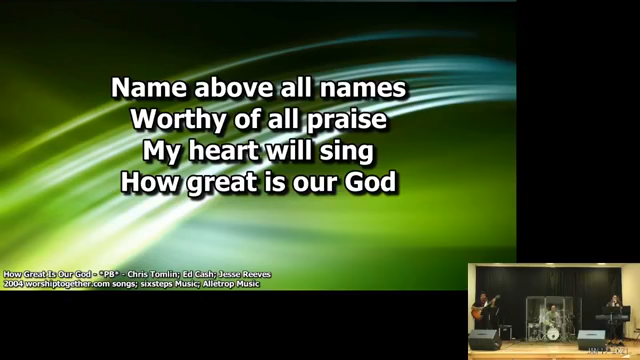 Name above all names
Worthy of all praise
My heart will sing
How great is our God
How Great Is Our God - *PB* - Chris Tomlin; Ed Cash; Jesse Reeves
2004 worshiptogether.com songs; sixsteps Music; Alletrop Music